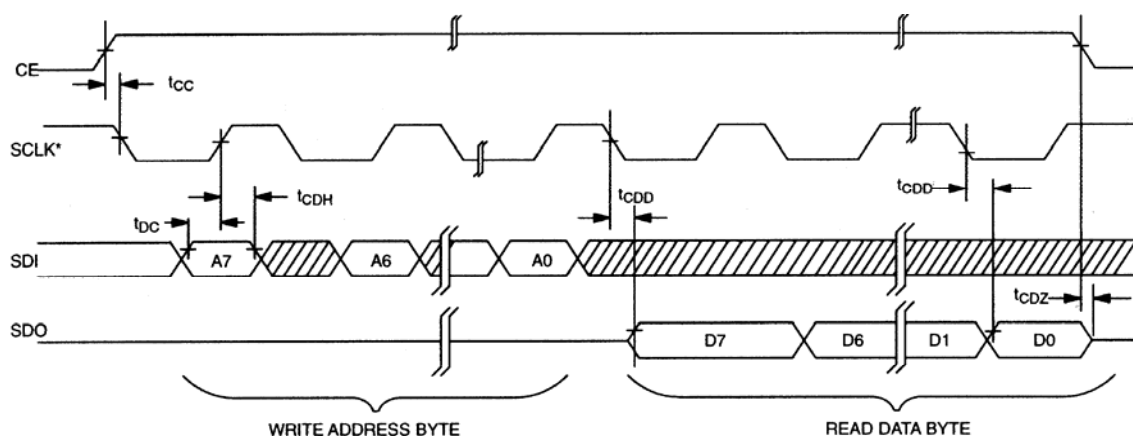 CE
tCC
SCLK*
tCDH
tCDD
tCDD
tDC
SDI
A7
A6
A0
tCDZ
SDO
D7
D6
D1
D0
WRITE ADDRESS BYTE
READ DATA BYTE